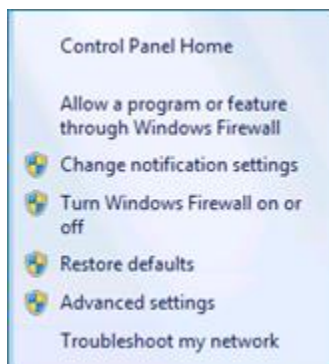 Control Panel Home
Allow a program or feature
through Windows Firewall
Change notification settings
Turn Windows Firewall on or
off
Restore defaults
Advanced settings
Troubleshoot my network